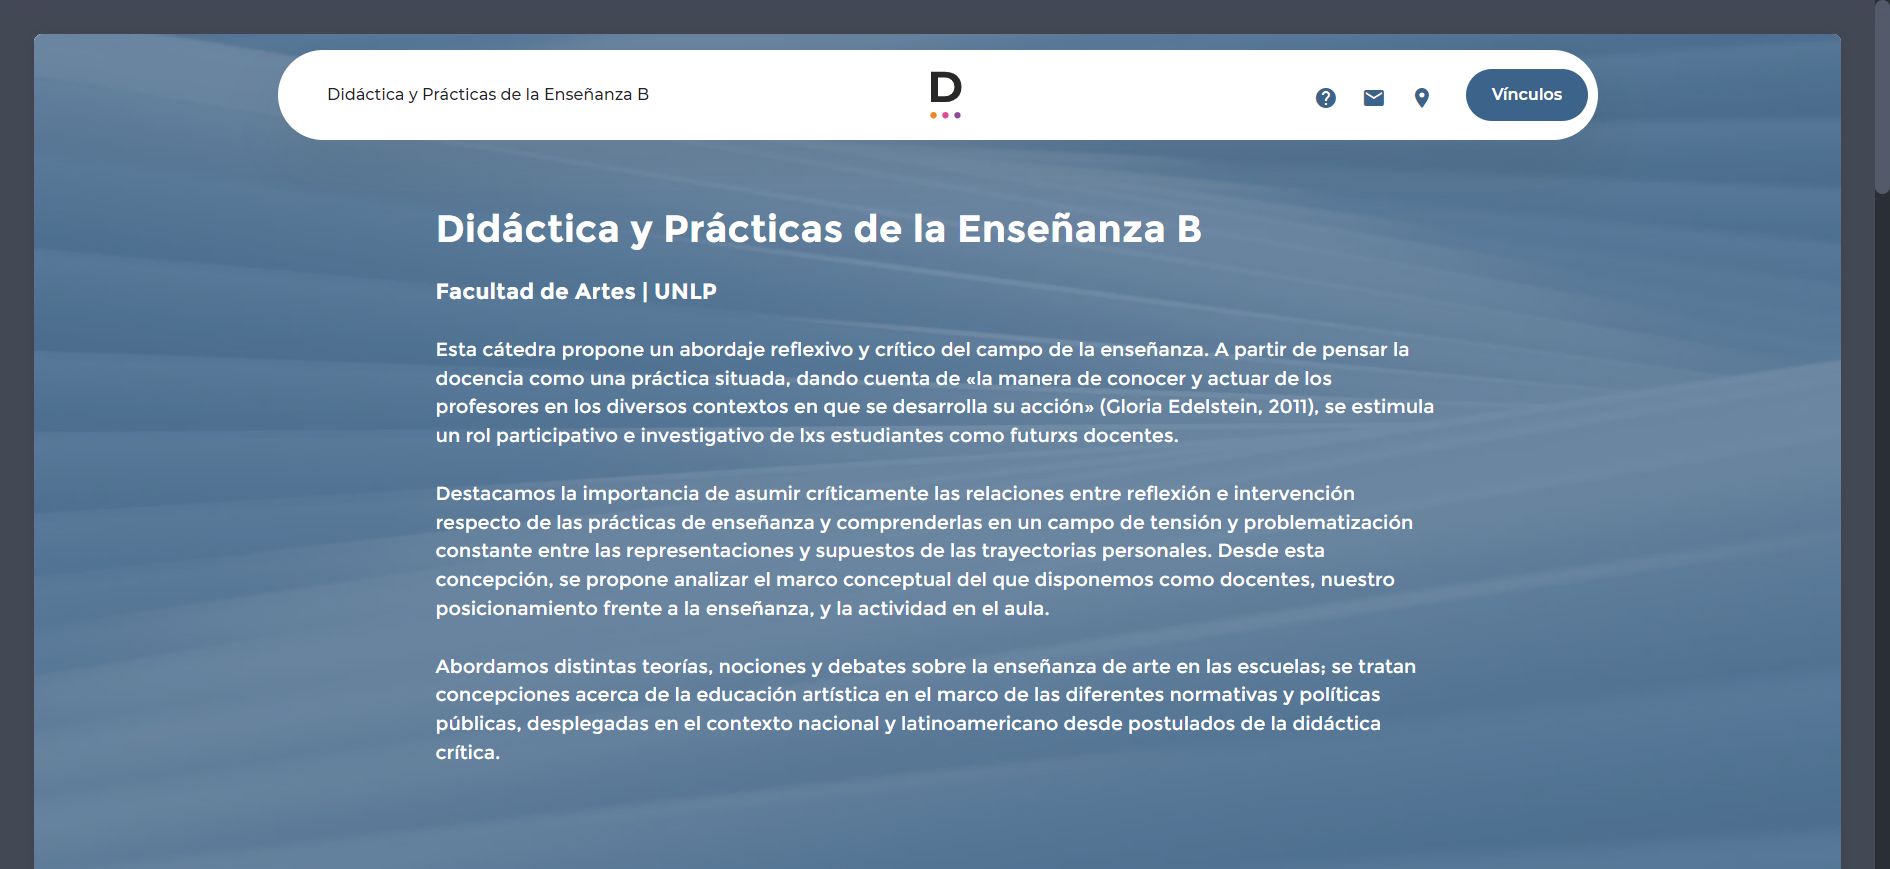 Didáctica y Prácticas de la Enseñanza B
D
Vínculos
Didáctica y Prácticas de la Enseñanza B
Facultad de Artes | UNLP
Esta cátedra propone un abordaje reflexivo y crítico del campo de la enseñanza. A partir de pensar la
docencia como una práctica situada, dando cuenta de «la manera de conocer y actuar de los
profesores en los diversos contextos en que se desarrolla su acción» (Gloria Edelstein, 2011), se estimula
un rol participativo e investigativo de lxs estudiantes como futurxs docentes.
Destacamos la importancia de asumir críticamente las relaciones entre reflexión e intervención
respecto de las prácticas de enseñanza y comprenderlas en un campo de tensión y problematización
constante entre las representaciones y supuestos de las trayectorias personales. Desde esta
concepción, se propone analizar el marco conceptual del que disponemos como docentes, nuestro
posicionamiento frente a la enseñanza, y la actividad en el aula.
Abordamos distintas teorías, nociones y debates sobre la enseñanza de arte en las escuelas; se tratan
concepciones acerca de la educación artística en el marco de las diferentes normativas y políticas
públicas, desplegadas en el contexto nacional y latinoamericano desde postulados de la didáctica
crítica.